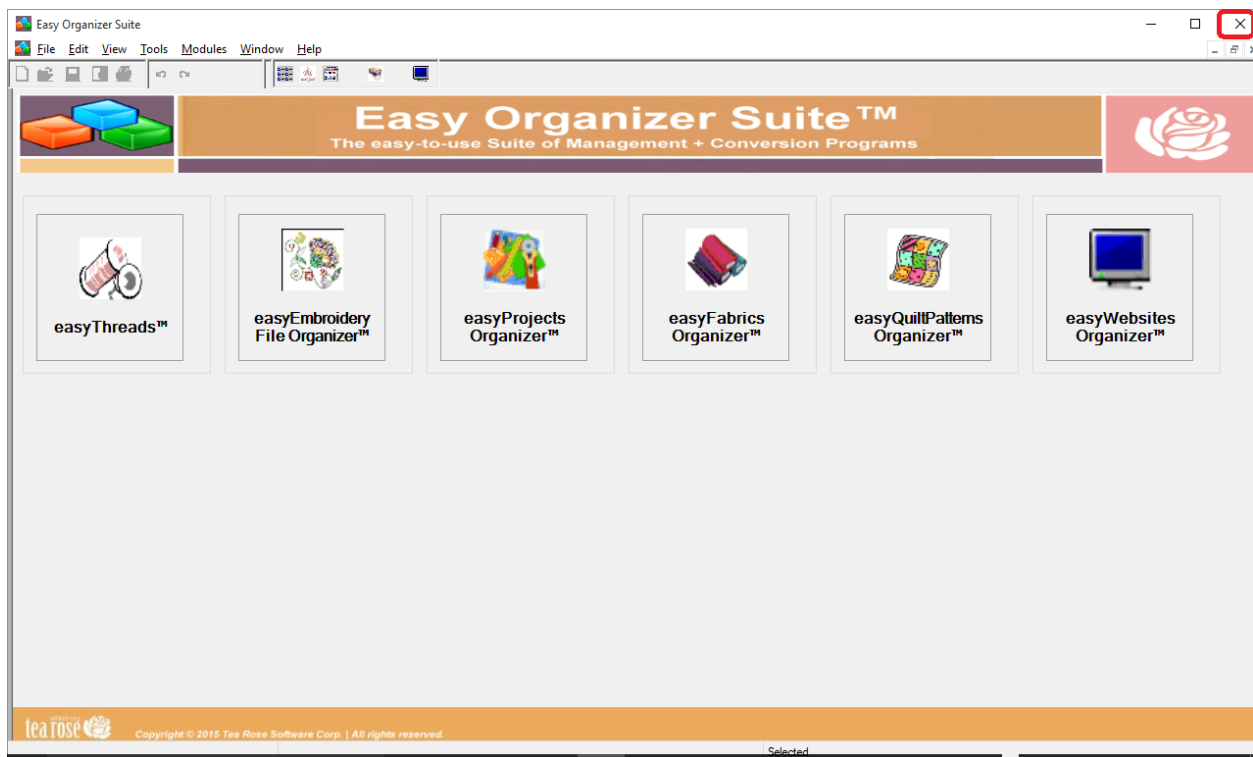 Easy Organizer Suite
File Edit View Tools Modules Window Help
Easy Organizer Suite™
The easy-to-use Suite of Management + Conversion Programs
easyThreads™
easyEmbroidery
File Organizer™
easyProjects
Organizer™
easyFabrics
Organizer™
easyQuiltPatterns
Organizer™
easyWebsites
Organizer™
tea rose
Copyright © 2015 Tea Rose Software Corp. | All rights reserved.
Selected